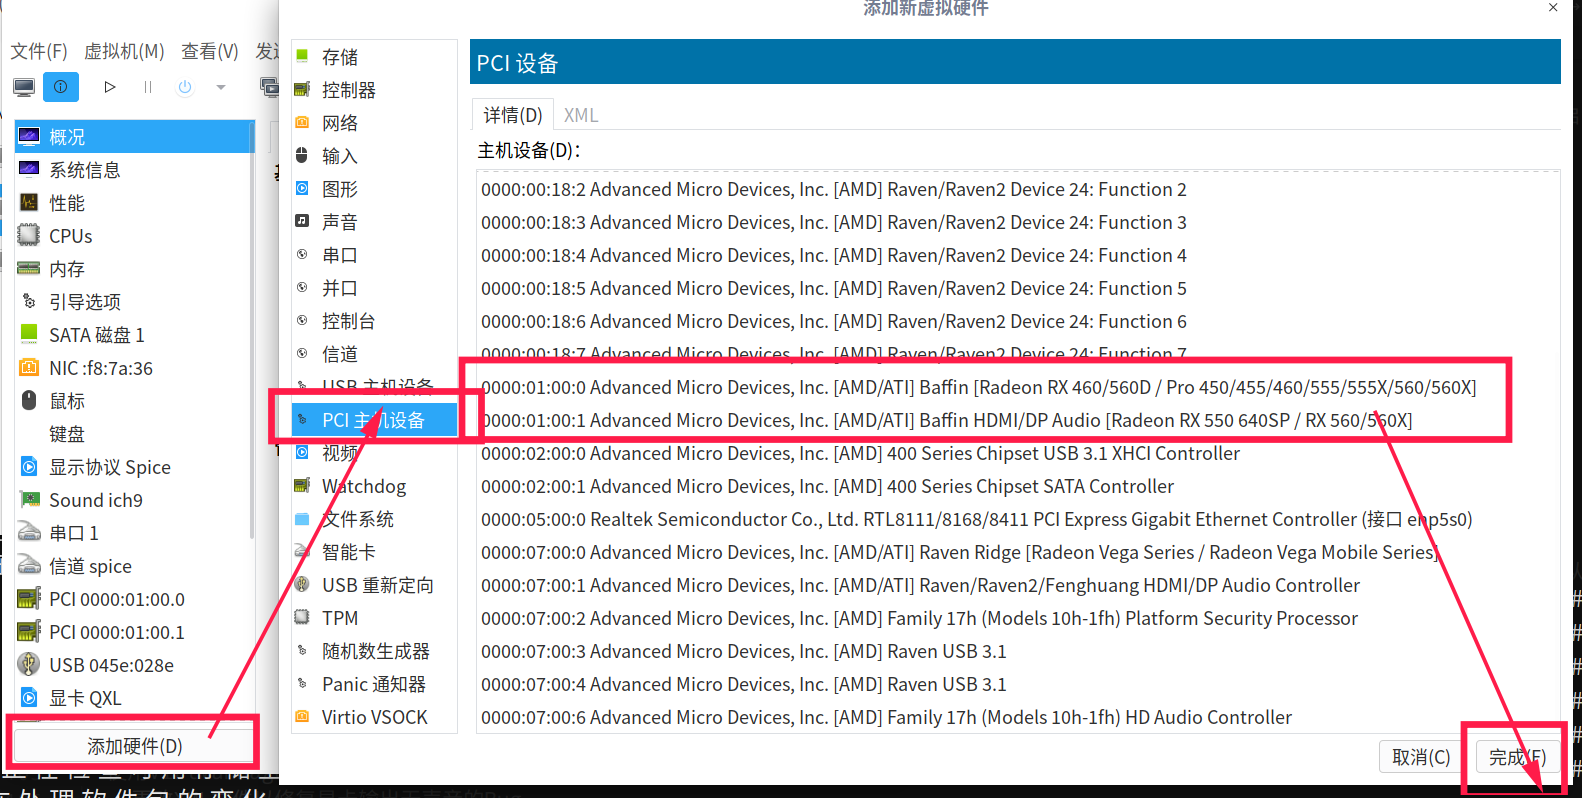 添加新虚拟硬件
文件(F) 虚拟机(M) 查看(V) 发送
概况
系统信息
性能
CPUs
内存
引导选项
SATA 磁盘 1
NIC :f8:7a:36
鼠标
键盘
显示协议 Spice
Sound ich9
串口 1
信道 spice
PCI 0000:01:00.0
PCI 0000:01:00.1
USB 045e:028e
显卡 QXL
添加硬件(D)
存储
控制器
网络
输入
图形
声音
串口
并口
控制台
信道
USB 主机设备
PCI 主机设备
视频
Watchdog
文件系统
智能卡
USB 重新定向
TPM
随机数生成器
Panic 通知器
Virtio VSOCK
PCI 设备
详情(D) XML
主机设备(D)：
0000:00:18:2 Advanced Micro Devices, Inc. [AMD] Raven/Raven2 Device 24: Function 2
0000:00:18:3 Advanced Micro Devices, Inc. [AMD] Raven/Raven2 Device 24: Function 3
0000:00:18:4 Advanced Micro Devices, Inc. [AMD] Raven/Raven2 Device 24: Function 4
0000:00:18:5 Advanced Micro Devices, Inc. [AMD] Raven/Raven2 Device 24: Function 5
0000:00:18:6 Advanced Micro Devices, Inc. [AMD] Raven/Raven2 Device 24: Function 6
0000:00:18:7 Advanced Micro Devices, Inc. [AMD] Raven/Raven2 Device 24: Function 7
0000:01:00:0 Advanced Micro Devices, Inc. [AMD/ATI] Baffin [Radeon RX 460/560D / Pro 450/455/460/555/555X/560/560X]
0000:01:00:1 Advanced Micro Devices, Inc. [AMD/ATI] Baffin HDMI/DP Audio [Radeon RX 550 640SP / RX 560/560X]
0000:02:00:0 Advanced Micro Devices, Inc. [AMD] 400 Series Chipset USB 3.1 XHCI Controller
0000:02:00:1 Advanced Micro Devices, Inc. [AMD] 400 Series Chipset SATA Controller
0000:05:00:0 Realtek Semiconductor Co., Ltd. RTL8111/8168/8411 PCI Express Gigabit Ethernet Controller (接口 enp5s0)
0000:07:00:0 Advanced Micro Devices, Inc. [AMD/ATI] Raven Ridge [Radeon Vega Series / Radeon Vega Mobile Series]
0000:07:00:1 Advanced Micro Devices, Inc. [AMD/ATI] Raven/Raven2/Fenghuang HDMI/DP Audio Controller
0000:07:00:2 Advanced Micro Devices, Inc. [AMD] Family 17h (Models 10h-1fh) Platform Security Processor
0000:07:00:3 Advanced Micro Devices, Inc. [AMD] Raven USB 3.1
0000:07:00:4 Advanced Micro Devices, Inc. [AMD] Raven USB 3.1
0000:07:00:6 Advanced Micro Devices, Inc. [AMD] Family 17h (Models 10h-1fh) HD Audio Controller
取消(C) 完成(F)
处理软件包的变化